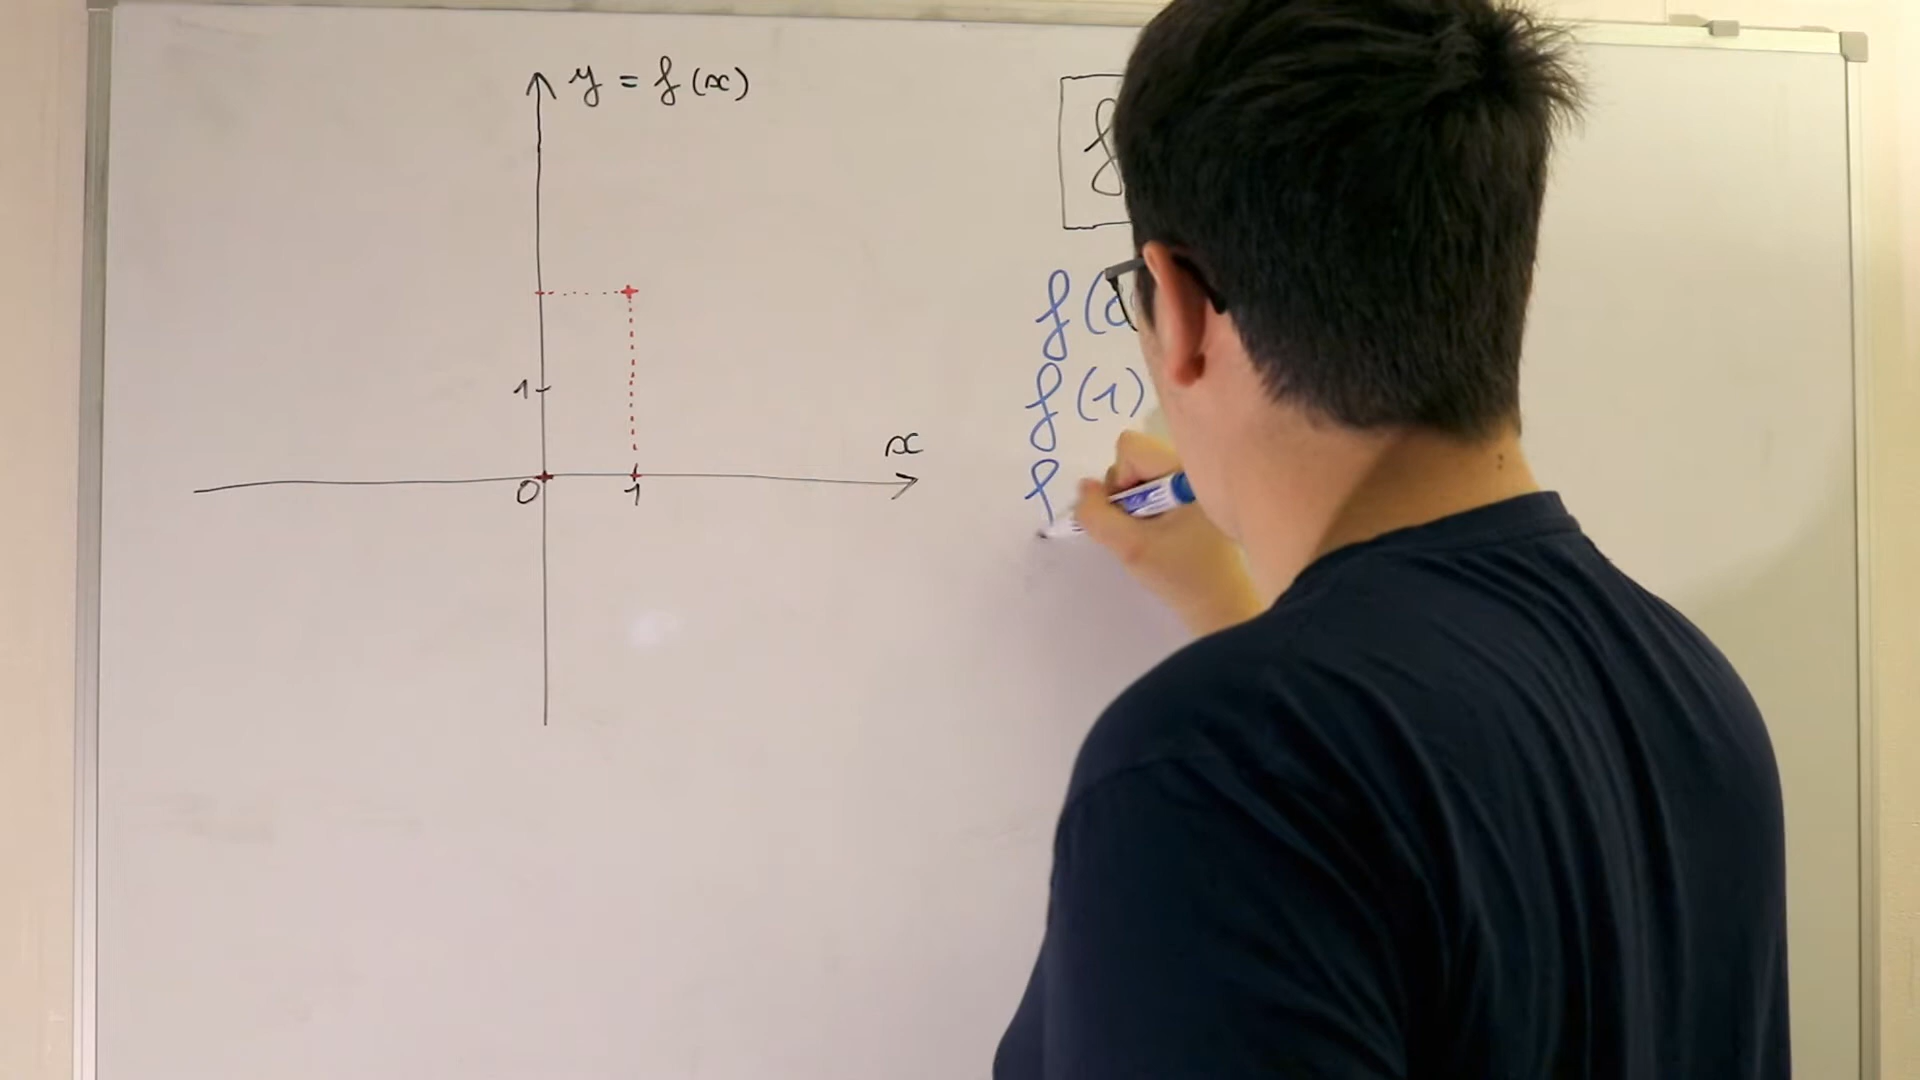 y = f(x)
f
f(
f(1)
1
x
0 1